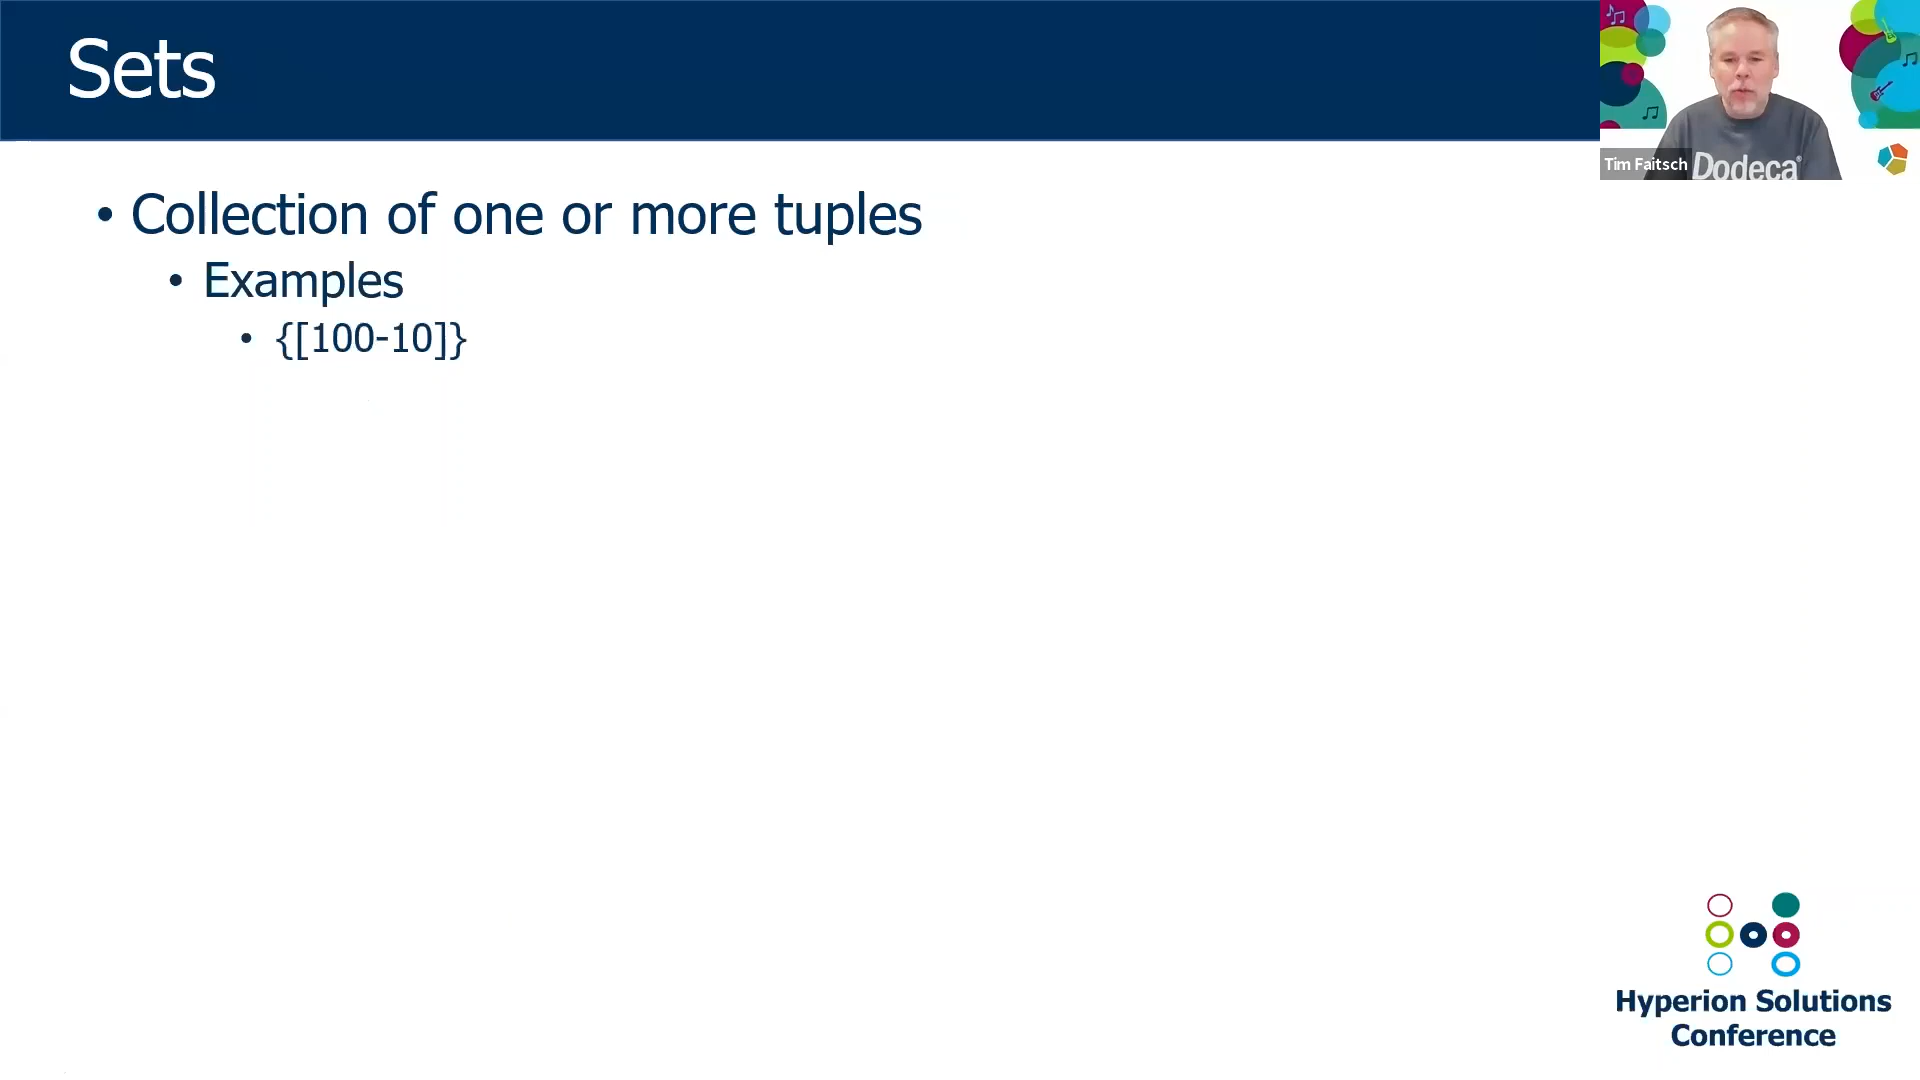 Sets
Tim Faitsch
Dodeca®
• Collection of one or more tuples
• Examples
• {[100-10]}
Hyperion Solutions
Conference